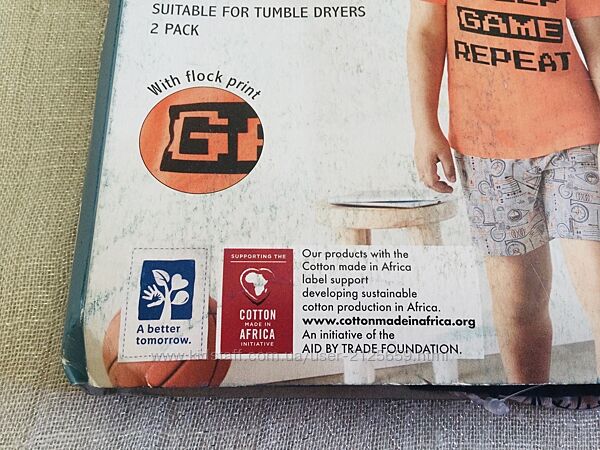 SUITABLE FOR TUMBLE DRYERS
2 PACK
GAME
REPEAT
With flock print
SUPPORTING THE
COTTON
MADE IN
AFRICA
INITIATIVE
Our products with the
Cotton made in Africa
label support
developing sustainable
cotton production in Africa.
www.cottonmadeinafrica.org
An initiative of the
AID BY TRADE FOUNDATION.
A better
tomorrow.